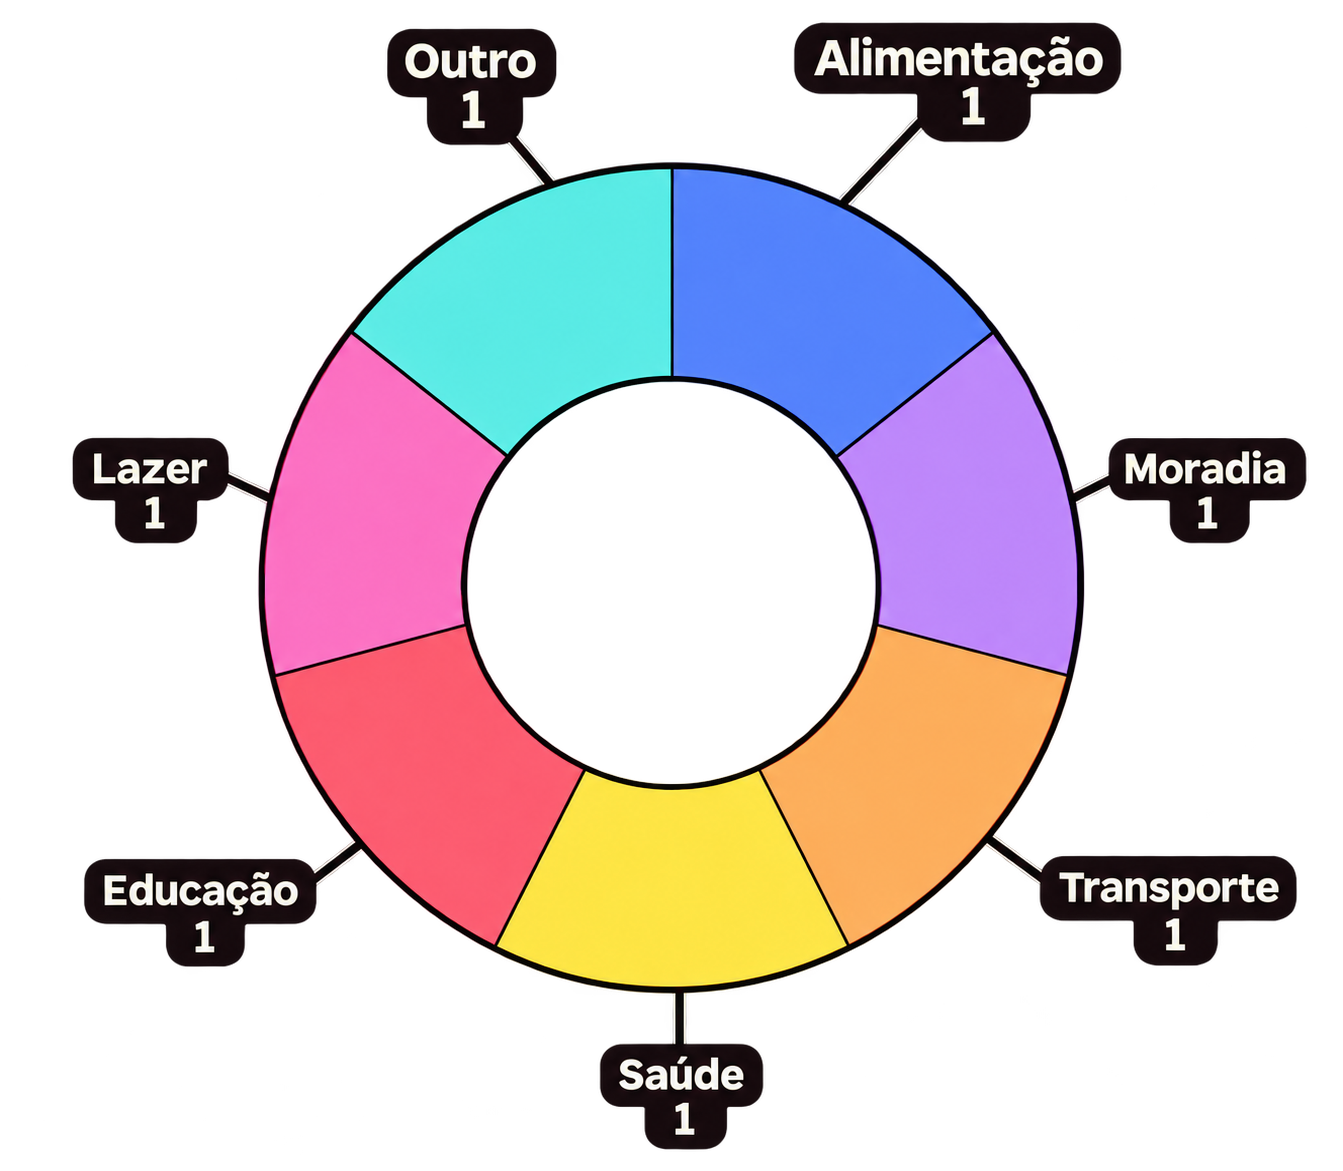 Outro
1
Alimentação
1
Lazer
1
Moradia
1
Educação
1
Transporte
1
Saúde
1